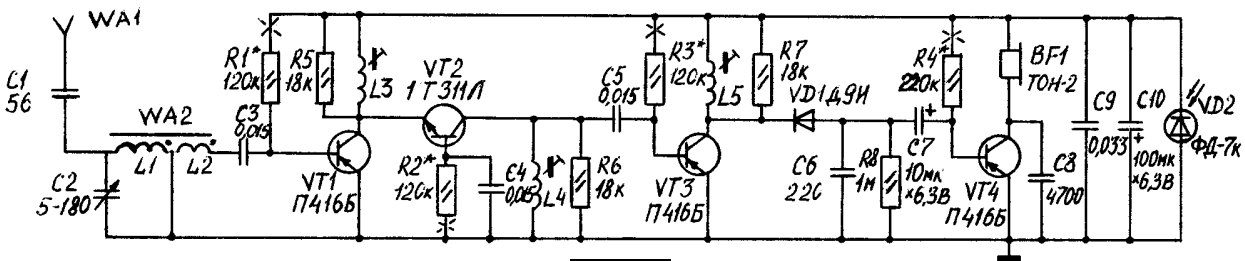 WA1
C1
56
WA2
L1
L2
C2
5-180
C3
0,015
R1*
120к
R5
18к
L3
VT1
П416Б
VT2
1Т311Л
R2*
120к
C4
0,015
L4
R6
18к
C5
0,015
R3*
120к
L5
VT3
П416Б
R7
18к
VD1 Д9И
C6
220
R8
1м
C7
10мк
×6,3В
R4*
220к
VT4
П416Б
BF1
ТОН-2
C8
4700
C9
0,033
C10
100мк
×6,3В
VD2
ФД-7к